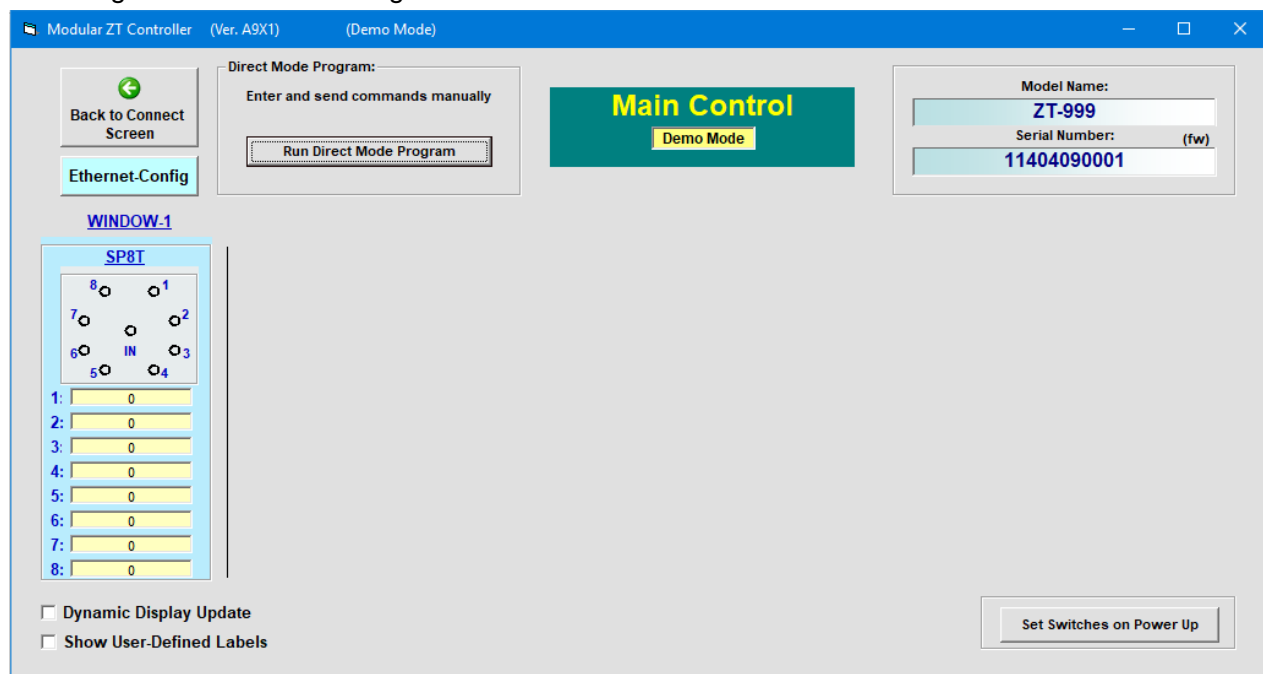 Modular ZT Controller (Ver. A9X1) (Demo Mode)
Back to Connect
Screen
Ethernet-Config
Direct Mode Program:
Enter and send commands manually
Run Direct Mode Program
Main Control
Demo Mode
Model Name:
ZT-999
Serial Number: (fw)
11404090001
WINDOW-1
SP8T
8 1
7 2
6 IN 3
5 4
1: 0
2: 0
3: 0
4: 0
5: 0
6: 0
7: 0
8: 0
Dynamic Display Update
Show User-Defined Labels
Set Switches on Power Up